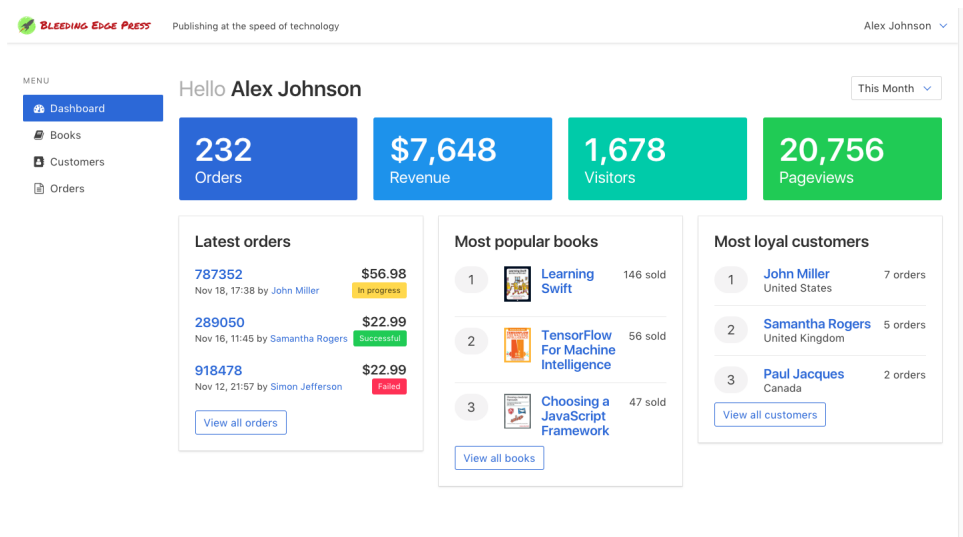 BLEEDING EDGE PRESS
Publishing at the speed of technology
Alex Johnson
MENU
Dashboard
Books
Customers
Orders
Hello Alex Johnson
This Month
232
Orders
$7,648
Revenue
1,678
Visitors
20,756
Pageviews
Latest orders
787352
$56.98
Nov 18, 17:38 by John Miller
In progress
289050
$22.99
Nov 16, 11:45 by Samantha Rogers
Successful
918478
$22.99
Nov 12, 21:57 by Simon Jefferson
Failed
View all orders
Most popular books
1
Learning
Swift
146 sold
2
TensorFlow
For Machine
Intelligence
56 sold
3
Choosing a
JavaScript
Framework
47 sold
View all books
Most loyal customers
1
John Miller
7 orders
United States
2
Samantha Rogers
5 orders
United Kingdom
3
Paul Jacques
2 orders
Canada
View all customers